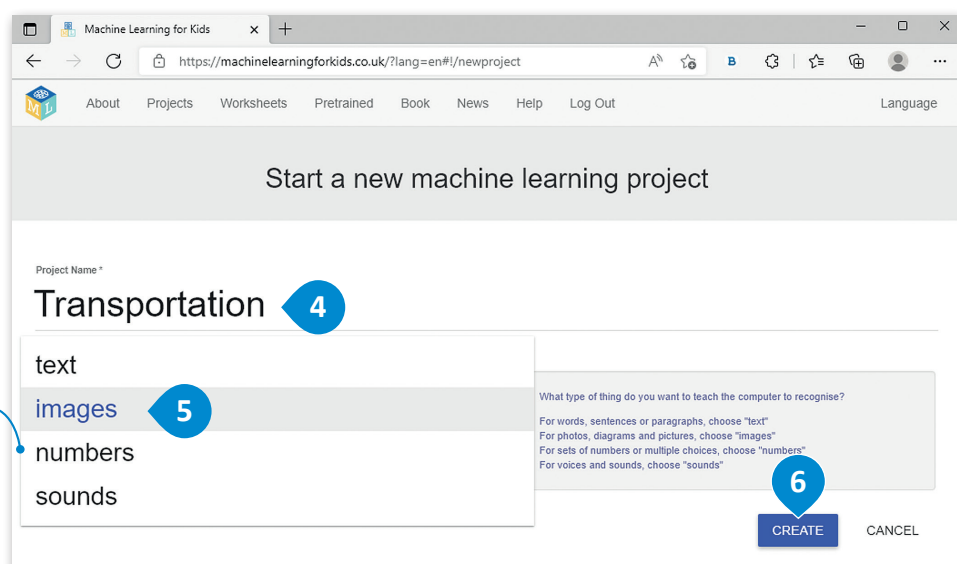 Machine Learning for Kids
https://machinelearningforkids.co.uk/?lang=en#!/newproject
A
B
ML
About Projects Worksheets Pretrained Book News Help Log Out Language
Start a new machine learning project
Project Name *
Transportation
4
text
images
5
numbers
sounds
What type of thing do you want to teach the computer to recognise?
For words, sentences or paragraphs, choose "text"
For photos, diagrams and pictures, choose "images"
For sets of numbers or multiple choices, choose "numbers"
For voices and sounds, choose "sounds"
6
CREATE CANCEL